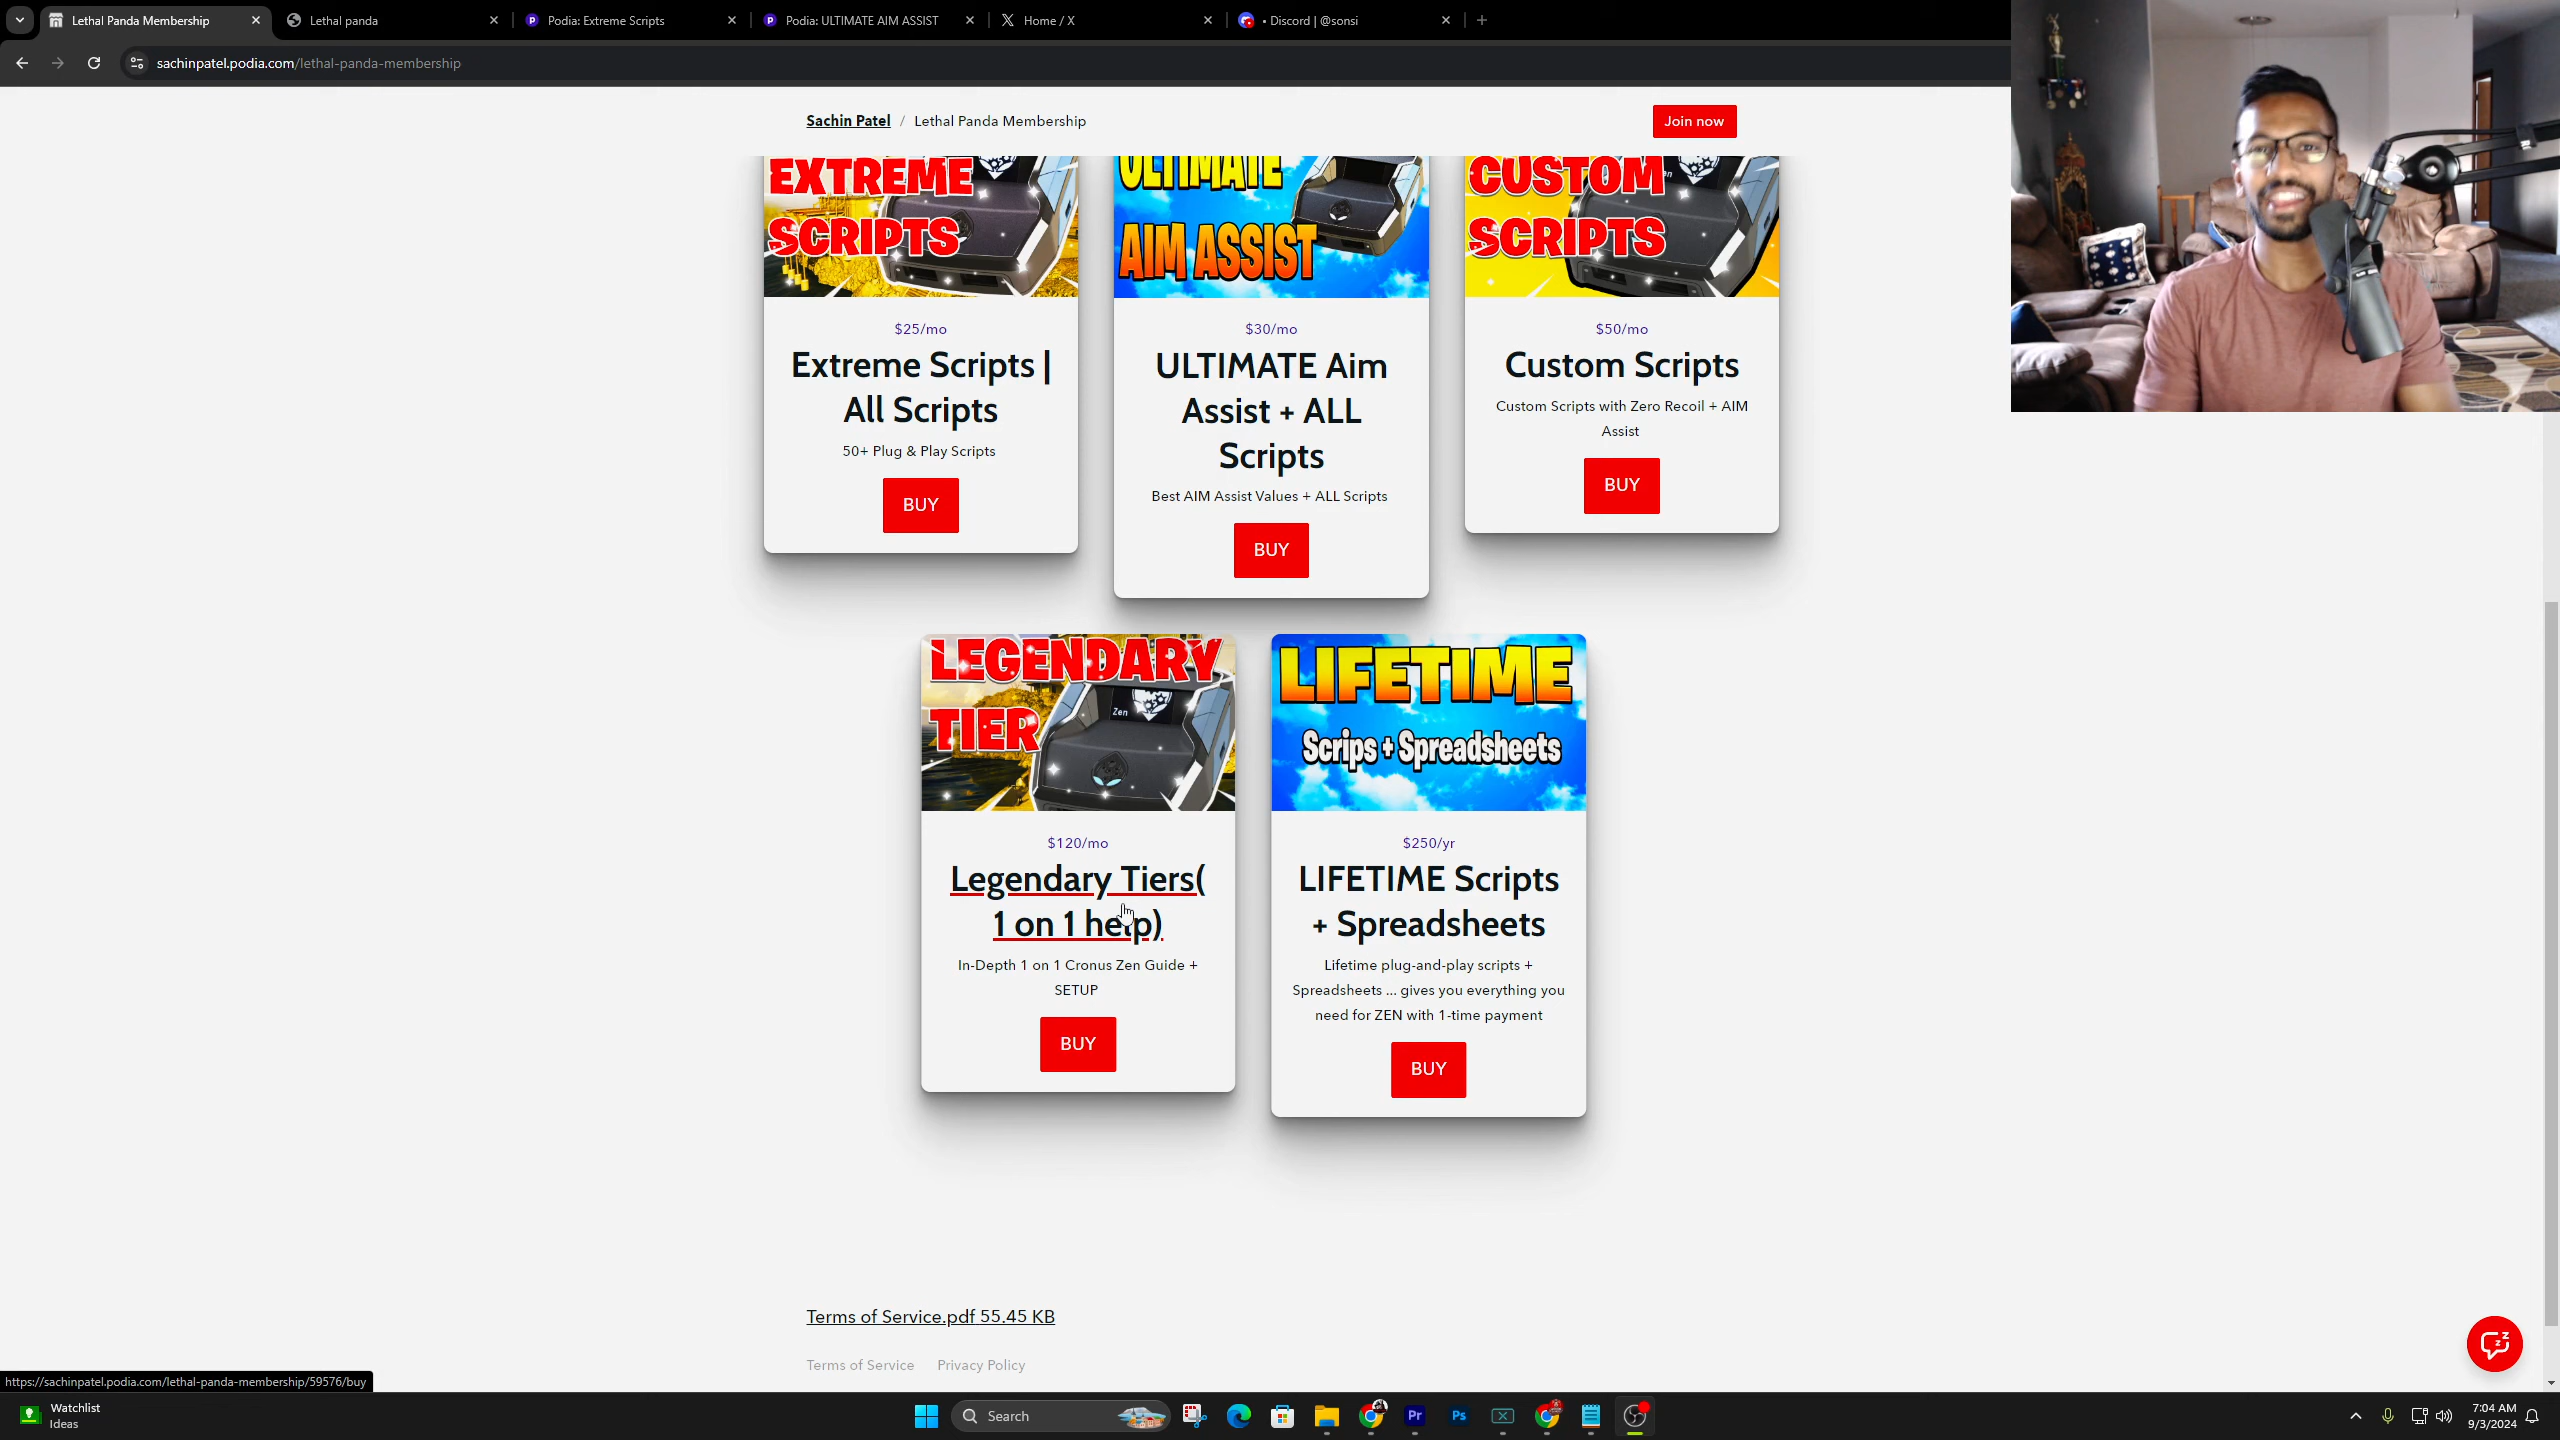 Lethal Panda Membership
Lethal panda
Podia: Extreme Scripts
Podia: ULTIMATE AIM ASSIST
Home / X
• Discord | @sonsi
sachinpatel.podia.com/lethal-panda-membership
Sachin Patel / Lethal Panda Membership
Join now
EXTREME
SCRIPTS
$25/mo
Extreme Scripts |
All Scripts
50+ Plug & Play Scripts
BUY
ULTIMATE
AIM ASSIST
$30/mo
ULTIMATE Aim
Assist + ALL
Scripts
Best AIM Assist Values + ALL Scripts
BUY
CUSTOM
SCRIPTS
$50/mo
Custom Scripts
Custom Scripts with Zero Recoil + AIM
Assist
BUY
LEGENDARY
TIER
Zen
$120/mo
Legendary Tiers(
1 on 1 help)
In-Depth 1 on 1 Cronus Zen Guide +
SETUP
BUY
LIFETIME
Scrips + Spreadsheets
$250/yr
LIFETIME Scripts
+ Spreadsheets
Lifetime plug-and-play scripts +
Spreadsheets ... gives you everything you
need for ZEN with 1-time payment
BUY
Terms of Service.pdf 55.45 KB
Terms of Service
Privacy Policy
https://sachinpatel.podia.com/lethal-panda-membership/59576/buy
Watchlist
Ideas
Search
Pr
Ps
7:04 AM
9/3/2024